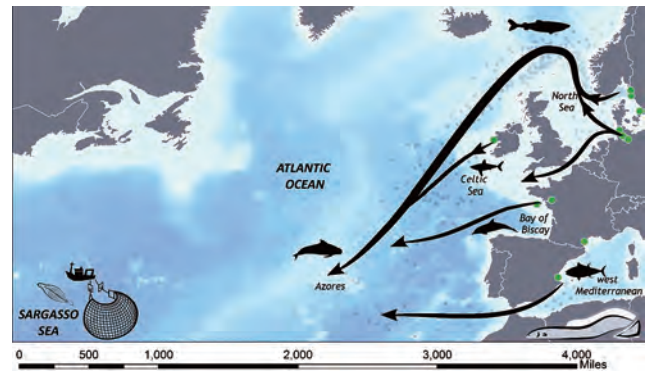 North
Sea
ATLANTIC
OCEAN
Celtic
Sea
Bay of
Biscay
Azores
west
Mediterranean
SARGASSO
SEA
0 500 1,000 2,000 3,000 4,000
Miles